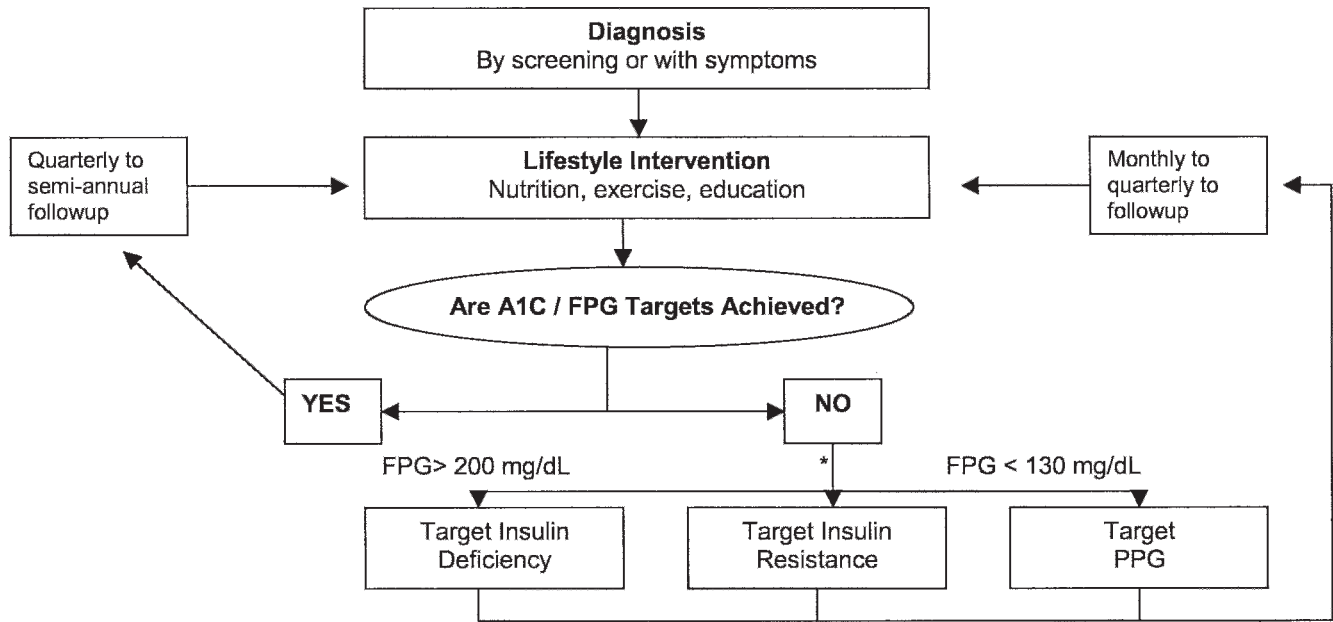 Diagnosis
By screening or with symptoms
Quarterly to
semi-annual
followup
Lifestyle Intervention
Nutrition, exercise, education
Monthly to
quarterly to
followup
Are A1C / FPG Targets Achieved?
YES
NO
FPG> 200 mg/dL
*
FPG < 130 mg/dL
Target Insulin
Deficiency
Target Insulin
Resistance
Target
PPG